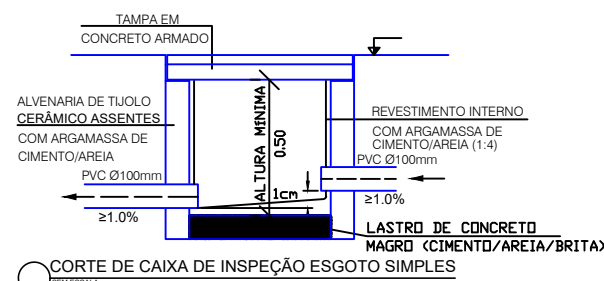 TAMPA EM
CONCRETO ARMADO
ALVENARIA DE TIJOLO
CERÂMICO ASSENTES
COM ARGAMASSA DE
CIMENTO/AREIA
PVC Ø100mm
≥1.0%
ALTURA MINIMA
0.50
1cm
REVESTIMENTO INTERNO
COM ARGAMASSA DE
CIMENTO/AREIA (1:4)
PVC Ø100mm
≥1.0%
LASTRO DE CONCRETO
MAGRO (CIMENTO/AREIA/BRITA)
CORTE DE CAIXA DE INSPEÇÃO ESGOTO SIMPLES